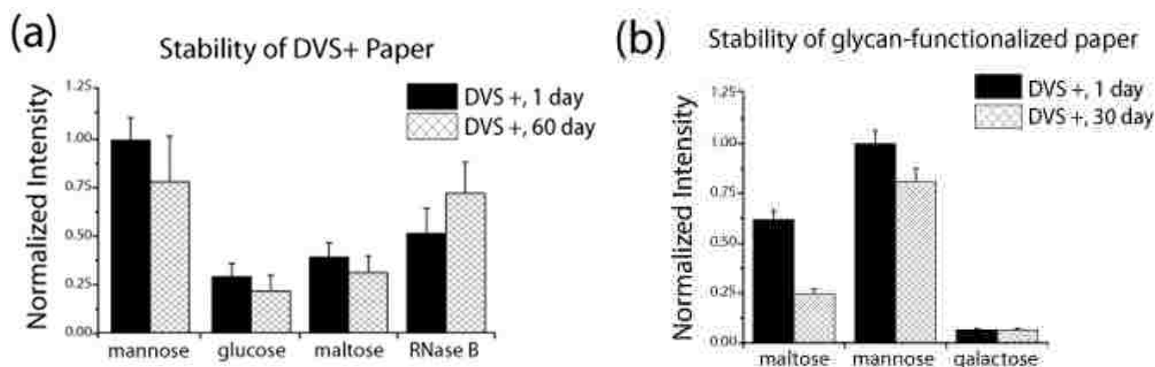 (a)
Stability of DVS+ Paper
Normalized Intensity
1.25
1.00
0.75
0.50
0.25
0.00
DVS +, 1 day
DVS +, 60 day
mannose glucose maltose RNase B
(b)
Stability of glycan-functionalized paper
Normalized Intensity
1.25
1.00
0.75
0.50
0.25
0.00
DVS +, 1 day
DVS +, 30 day
maltose mannose galactose